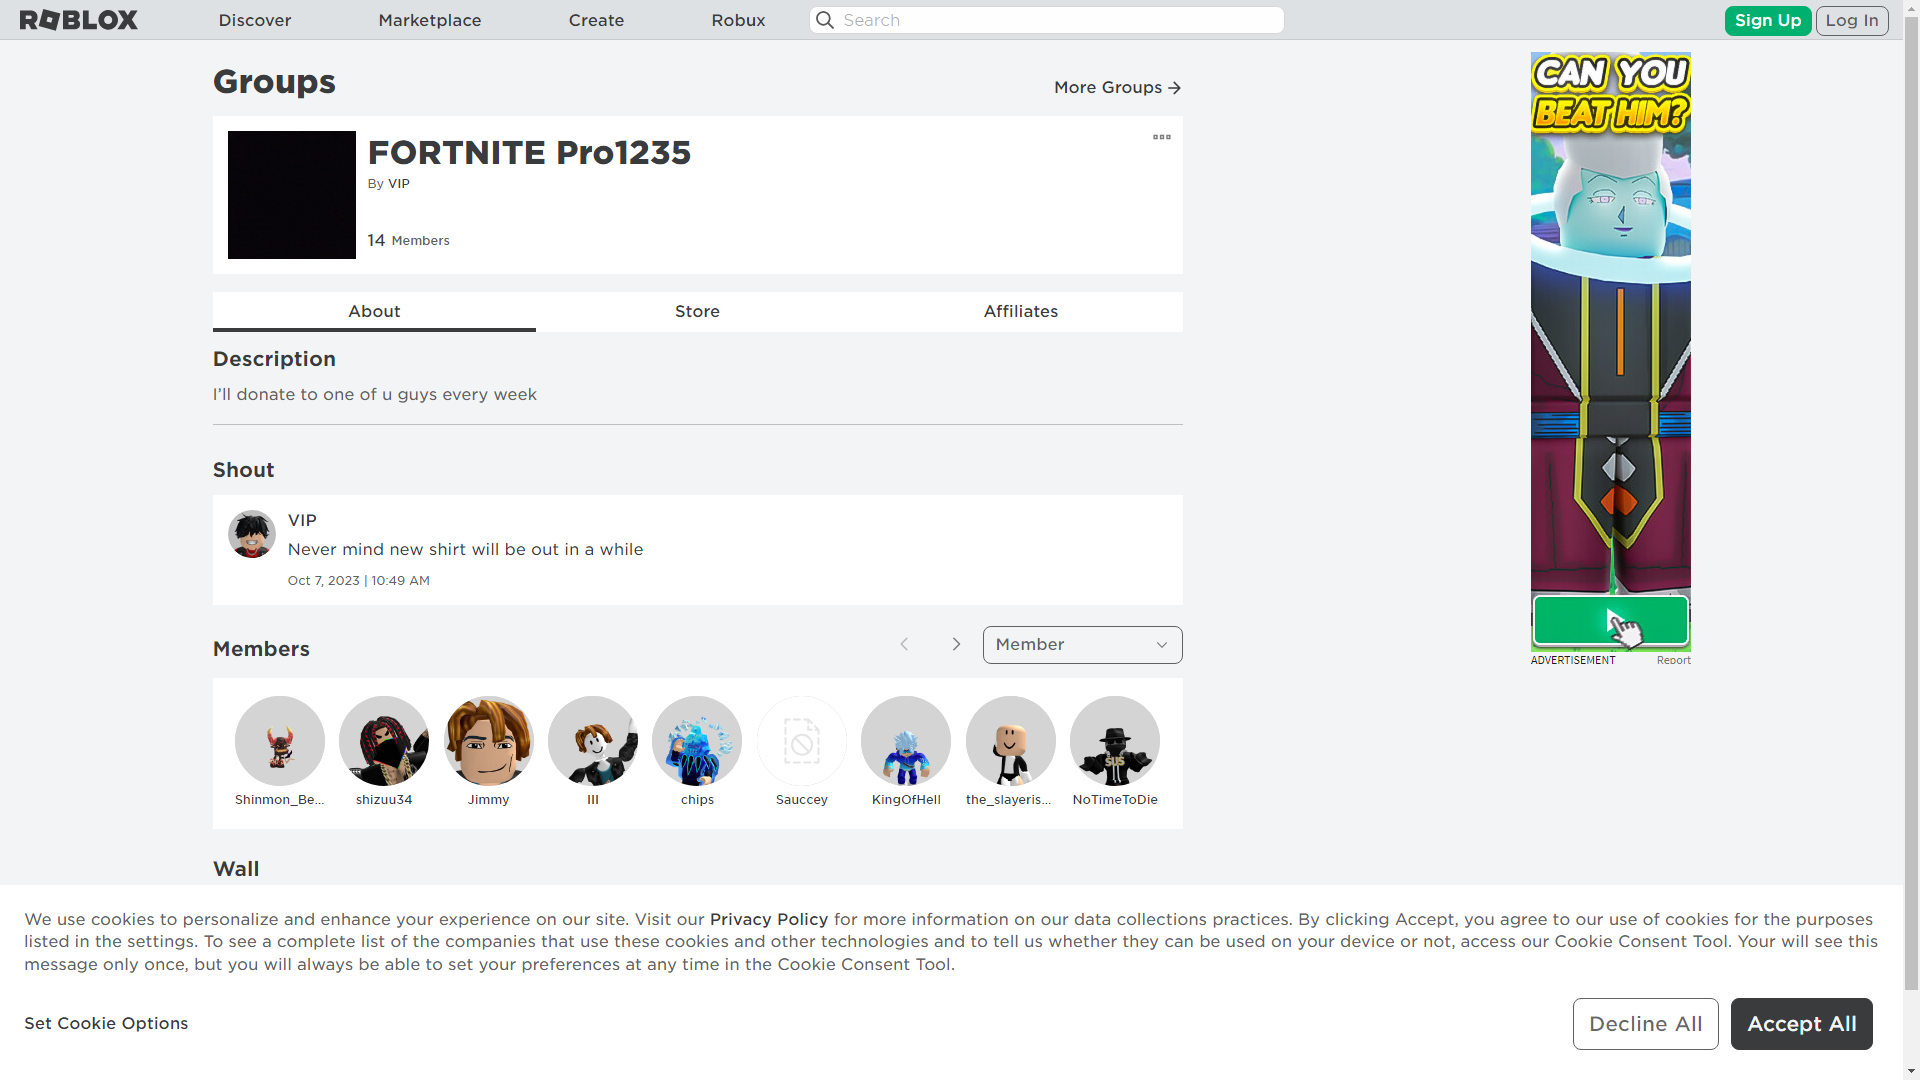 ROBLOX
Discover
Marketplace
Create
Robux
Search
Sign Up
Log In
Groups
More Groups
FORTNITE Pro1235
By VIP
14 Members
About
Store
Affiliates
Description
I’ll donate to one of u guys every week
Shout
VIP
Never mind new shirt will be out in a while
Oct 7, 2023 | 10:49 AM
Members
Member
Shinmon_Be...
shizuu34
Jimmy
III
chips
Sauccey
KingOfHell
the_slayeris...
NoTimeToDie
SUS
Wall
CAN YOU
BEAT HIM?
ADVERTISEMENT
Report
We use cookies to personalize and enhance your experience on our site. Visit our Privacy Policy for more information on our data collections practices. By clicking Accept, you agree to our use of cookies for the purposes
listed in the settings. To see a complete list of the companies that use these cookies and other technologies and to tell us whether they can be used on your device or not, access our Cookie Consent Tool. Your will see this
message only once, but you will always be able to set your preferences at any time in the Cookie Consent Tool.
Set Cookie Options
Decline All
Accept All